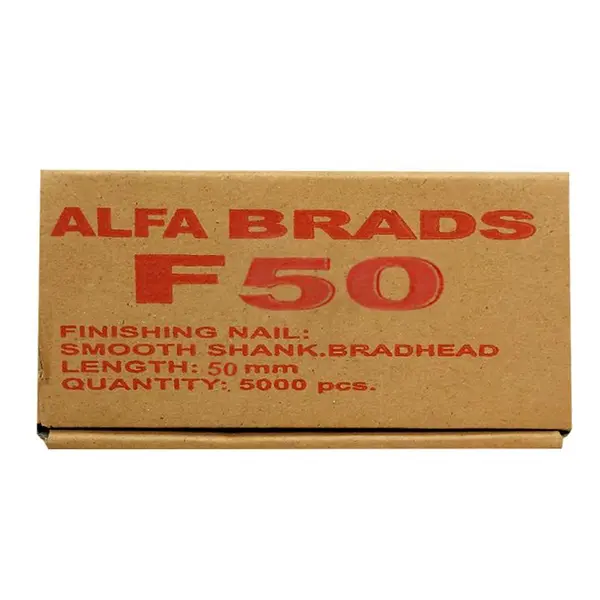 ALFA BRADS
F50
FINISHING NAIL:
SMOOTH SHANK.BRADHEAD
LENGTH: 50 mm
QUANTITY: 5000 pcs.